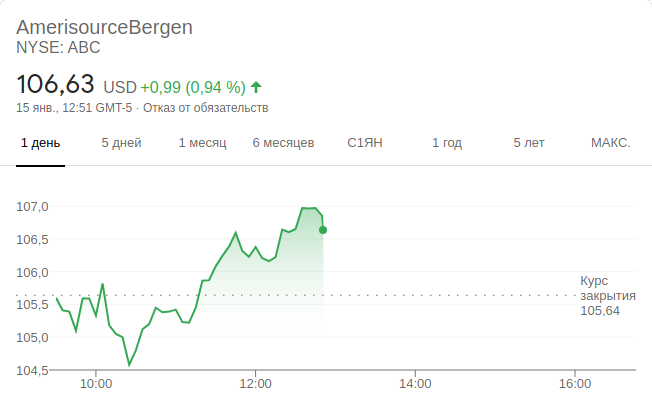 AmerisourceBergen
NYSE: ABC
106,63 USD +0,99 (0,94 %)
15 янв., 12:51 GMT-5 · Отказ от обязательств
1 день 5 дней 1 месяц 6 месяцев С1ЯН 1 год 5 лет МАКС.
107,0
106,5
106,0
105,5
105,0
104,5
Курс
закрытия
105,64
10:00 12:00 14:00 16:00